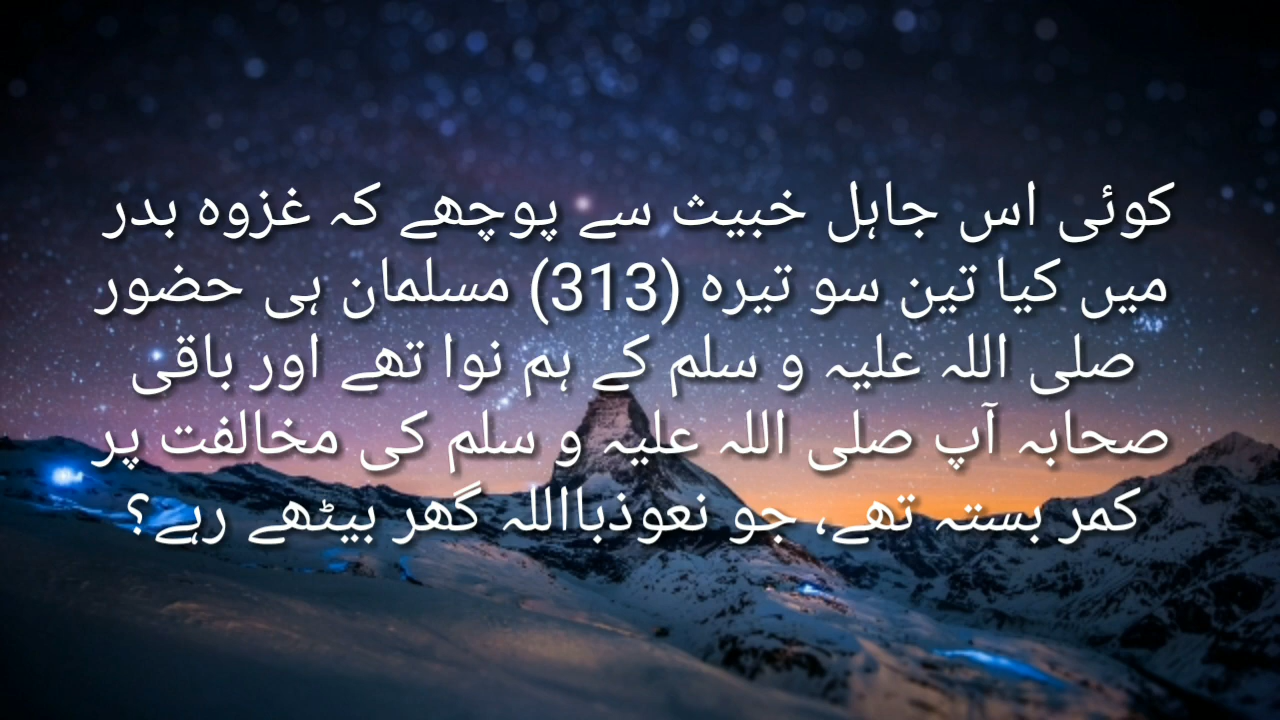 کوئی اس جاہل خبیث سے پوچھے کہ غزوہ بدر
میں کیا تین سو تیرہ (313) مسلمان ہی حضور
صلی اللہ علیہ و سلم کے ہم نوا تھے اور باقی
صحابہ آپ صلی اللہ علیہ و سلم کی مخالفت پر
کمر بستہ تھے، جو نعوذبااللہ گھر بیٹھے رہے؟